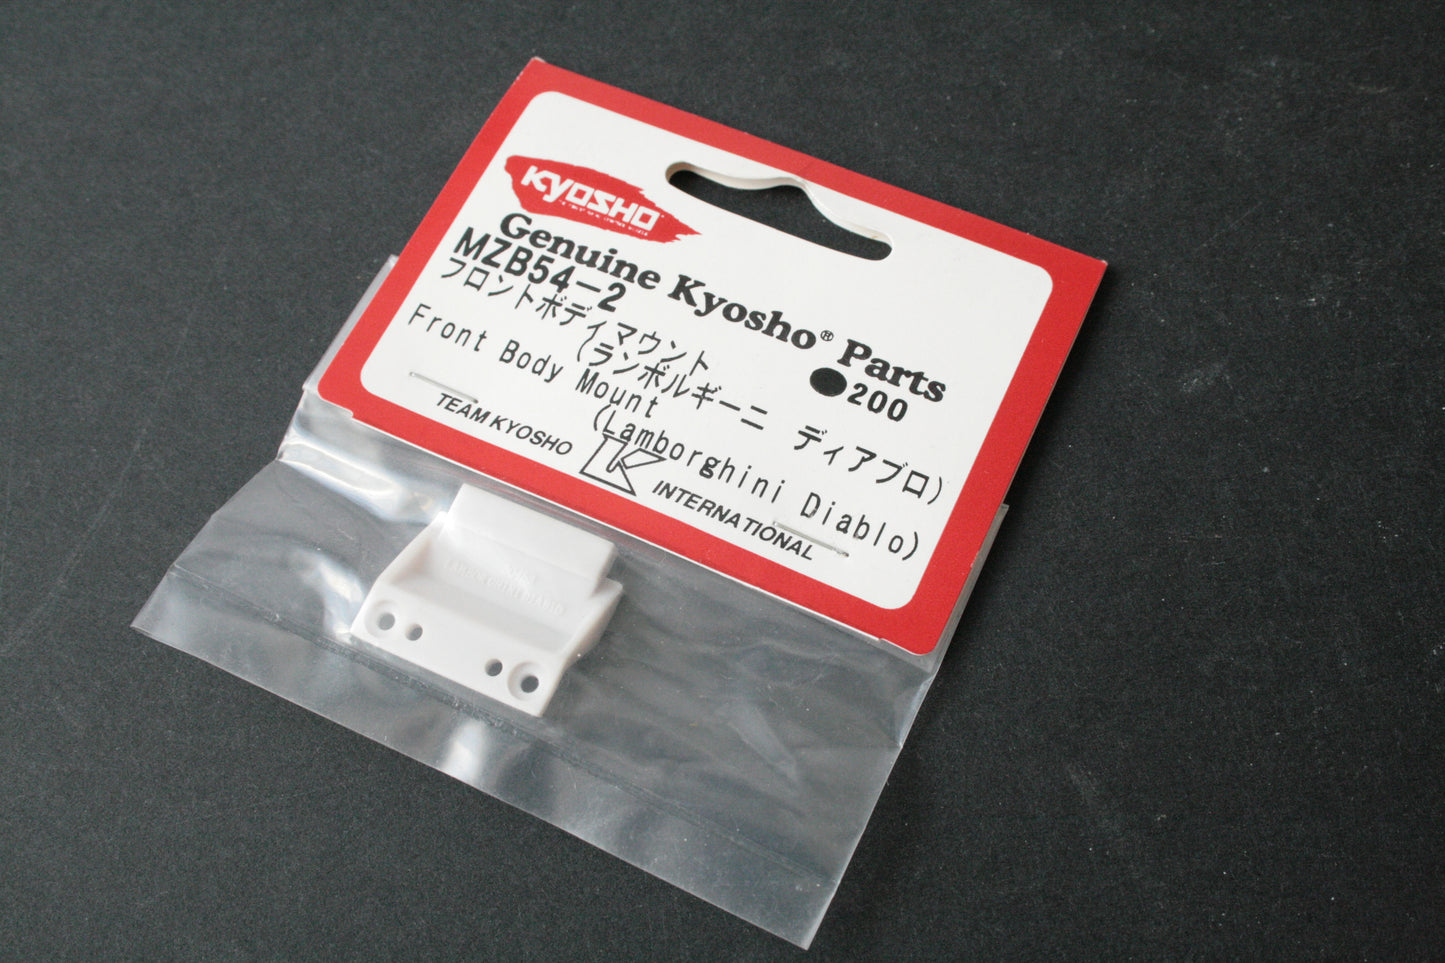 KYOSHO
Genuine Kyosho® Parts
MZB54-2
●200
フロントボディマウント
(ランボルギーニ ディアブロ)
Front Body Mount
(Lamborghini Diablo)
TEAM KYOSHO
K
INTERNATIONAL